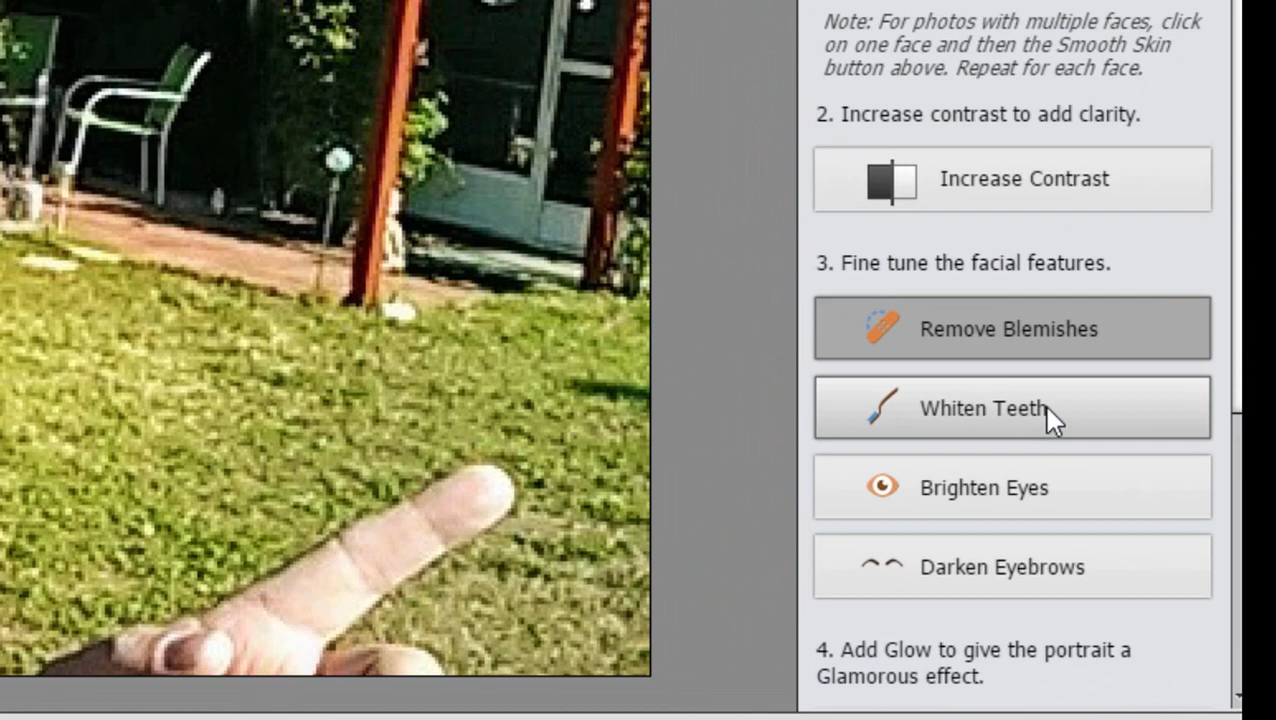 Note: For photos with multiple faces, click
on one face and then the Smooth Skin
button above. Repeat for each face.
2. Increase contrast to add clarity.
Increase Contrast
3. Fine tune the facial features.
Remove Blemishes
Whiten Teeth
Brighten Eyes
Darken Eyebrows
4. Add Glow to give the portrait a
Glamorous effect.